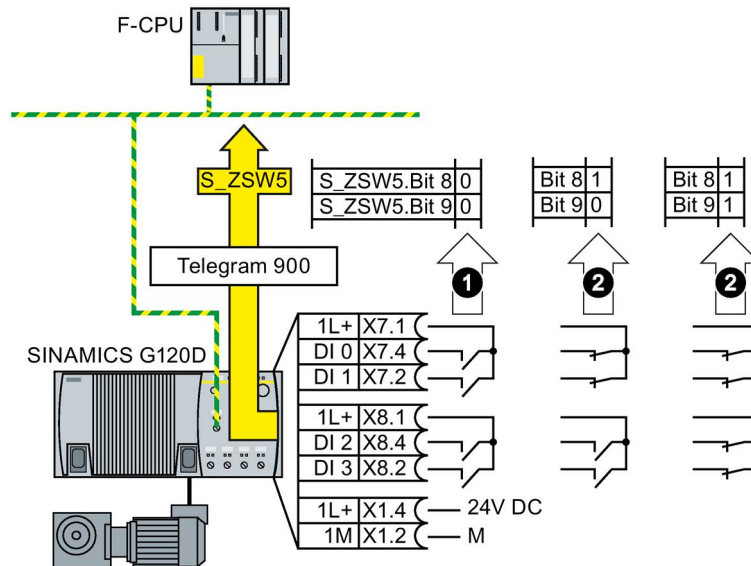 F-CPU
S_ZSW5
S_ZSW5.Bit 8 0
S_ZSW5.Bit 9 0
Bit 8 1
Bit 9 0
Bit 8 1
Bit 9 1
Telegram 900
1
2
2
SINAMICS G120D
1L+ X7.1
DI 0 X7.4
DI 1 X7.2
1L+ X8.1
DI 2 X8.4
DI 3 X8.2
1L+ X1.4 24V DC
1M X1.2 M